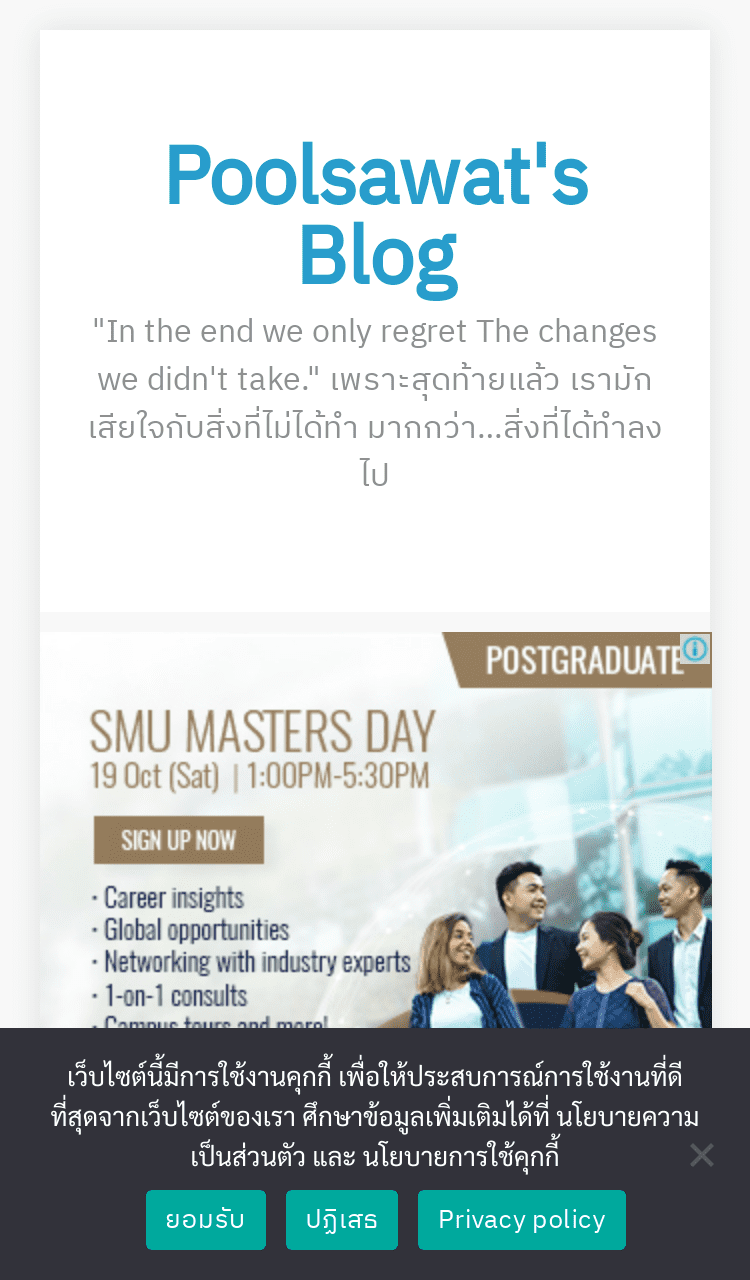 Poolsawat's
Blog
"In the end we only regret The changes
we didn't take." เพราะสุดท้ายแล้ว เรามัก
เสียใจกับสิ่งที่ไม่ได้ทำ มากกว่า...สิ่งที่ได้ทำลง
ไป
POSTGRADUATE
SMU MASTERS DAY
19 Oct (Sat) | 1:00PM-5:30PM
SIGN UP NOW
· Career insights
· Global opportunities
· Networking with industry experts
· 1-on-1 consults
· Campus tours and more!
เว็บไซต์นี้มีการใช้งานคุกกี้ เพื่อให้ประสบการณ์การใช้งานที่ดี
ที่สุดจากเว็บไซต์ของเรา ศึกษาข้อมูลเพิ่มเติมได้ที่ นโยบายความ
เป็นส่วนตัว และ นโยบายการใช้คุกกี้
ยอมรับ
ปฏิเสธ
Privacy policy